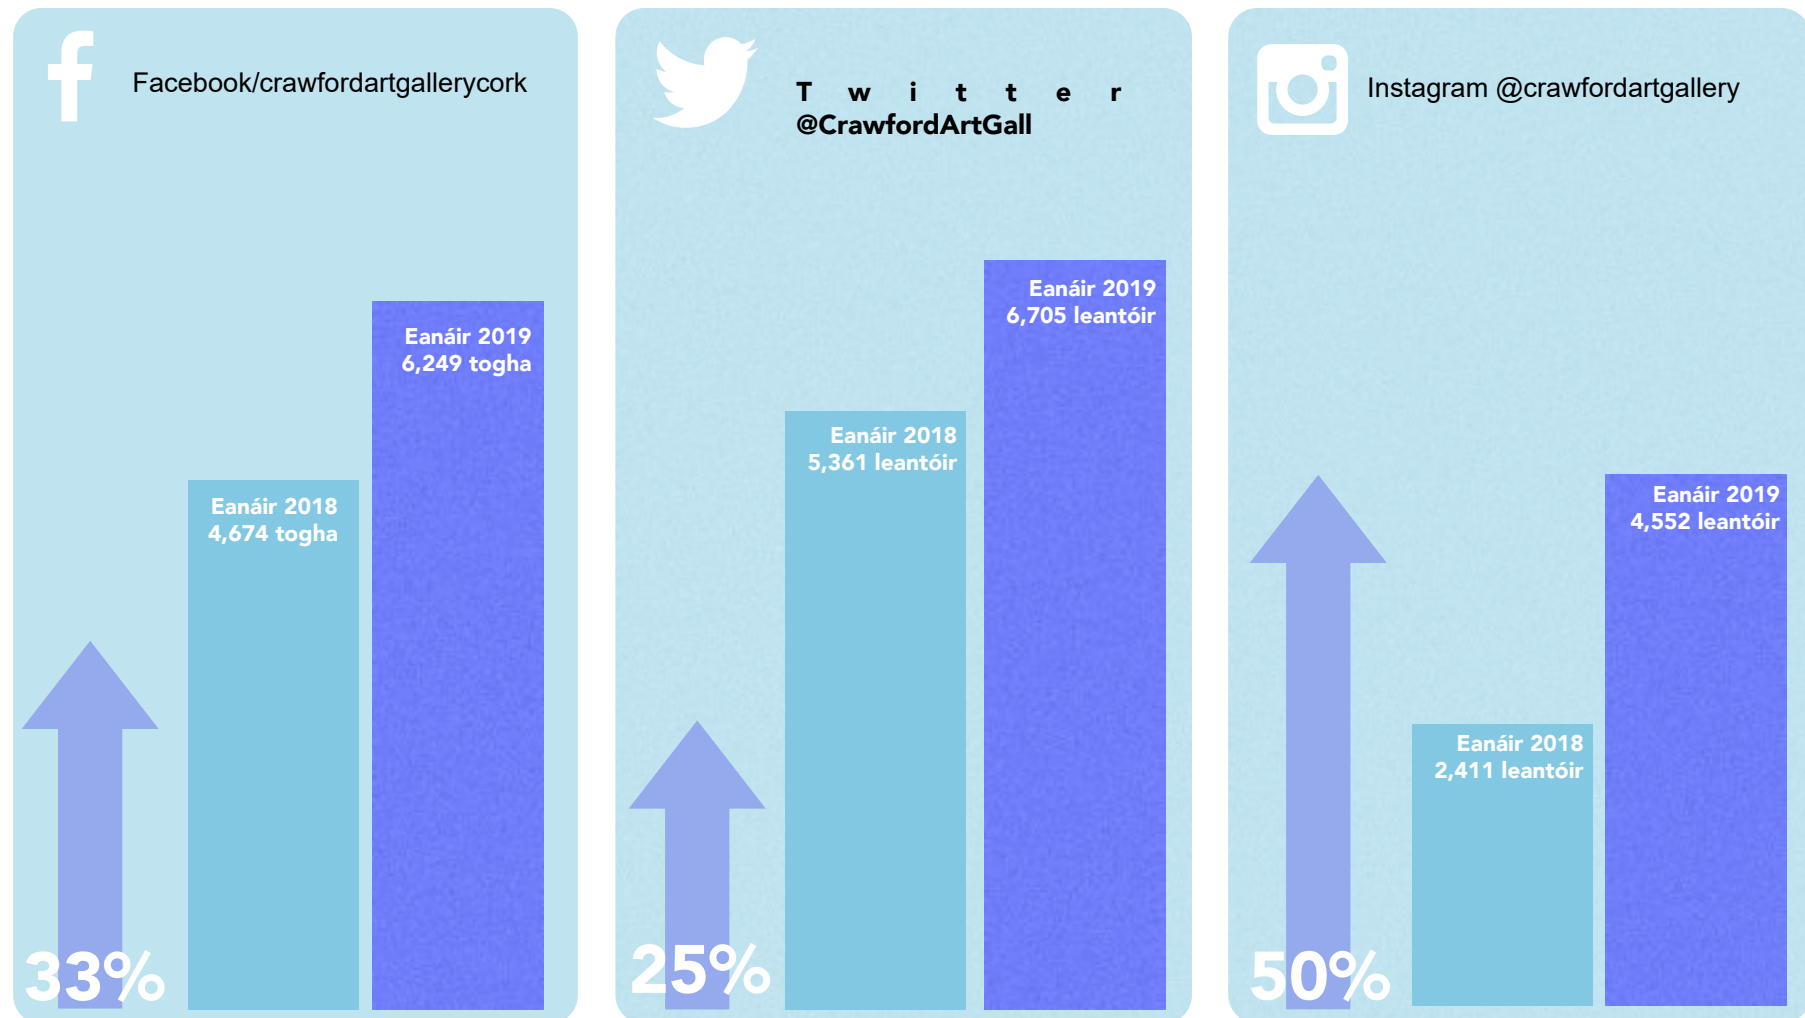 Facebook/crawfordartgallerycork
Eanáir 2019
6,249 togha
Eanáir 2018
4,674 togha
33%
Twitter
@CrawfordArtGall
Eanáir 2019
6,705 leantóir
Eanáir 2018
5,361 leantóir
25%
Instagram @crawfordartgallery
Eanáir 2019
4,552 leantóir
Eanáir 2018
2,411 leantóir
50%